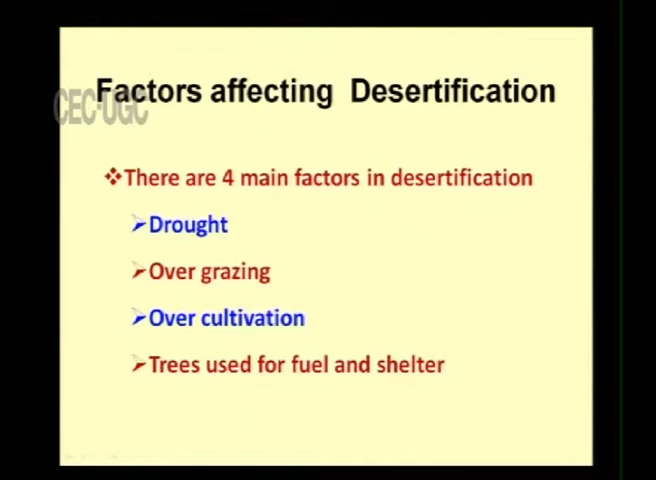 Factors affecting Desertification
CEC-UGC
❖There are 4 main factors in desertification
➢Drought
➢Over grazing
➢Over cultivation
➢Trees used for fuel and shelter